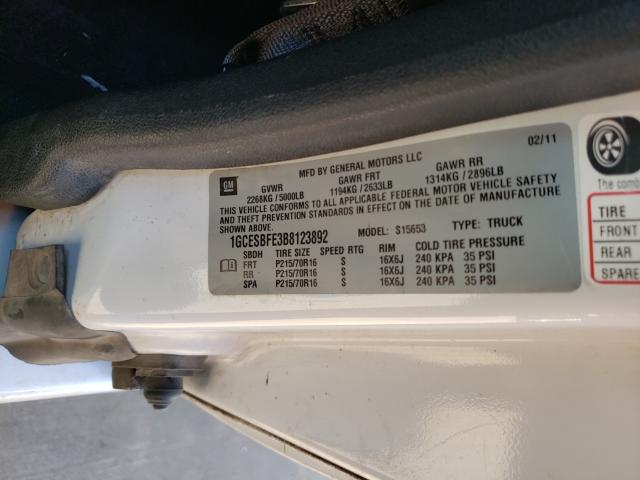 02/11
MFD BY GENERAL MOTORS LLC
GM
GVWR GAWR FRT GAWR RR
2268KG / 5000LB 1194KG / 2633LB 1314KG / 2896LB
THIS VEHICLE CONFORMS TO ALL APPLICABLE FEDERAL MOTOR VEHICLE SAFETY
AND THEFT PREVENTION STANDARDS IN EFFECT ON THE DATE OF MANUFACTURE
SHOWN ABOVE.
1GCESBFE3B8123892 MODEL: S15653 TYPE: TRUCK
SBDH TIRE SIZE SPEED RTG RIM COLD TIRE PRESSURE
FRT P215/70R16 S 16X6J 240 KPA 35 PSI
RR P215/70R16 S 16X6J 240 KPA 35 PSI
SPA P215/70R16 S 16X6J 240 KPA 35 PSI
The comb
TIRE
FRONT
REAR
SPARE